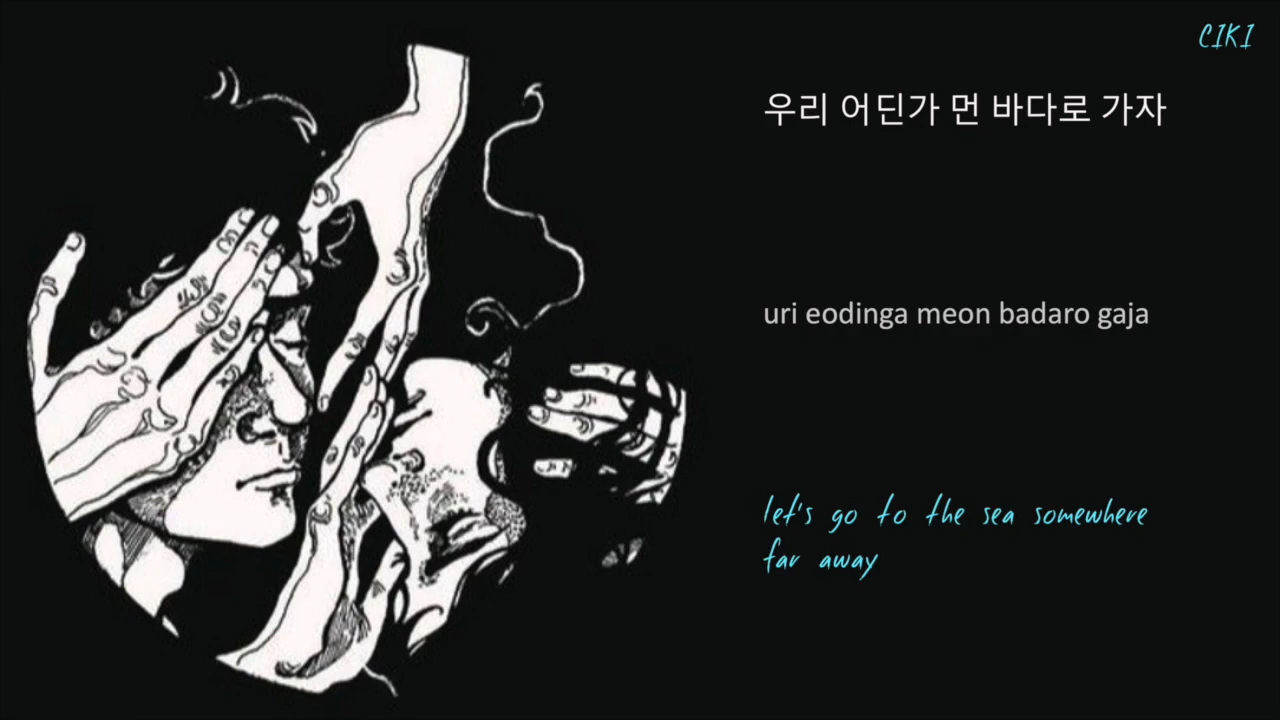 CIKI
우리 어딘가 먼 바다로 가자
uri eodinga meon badaro gaja
let's go to the sea somewhere
far away